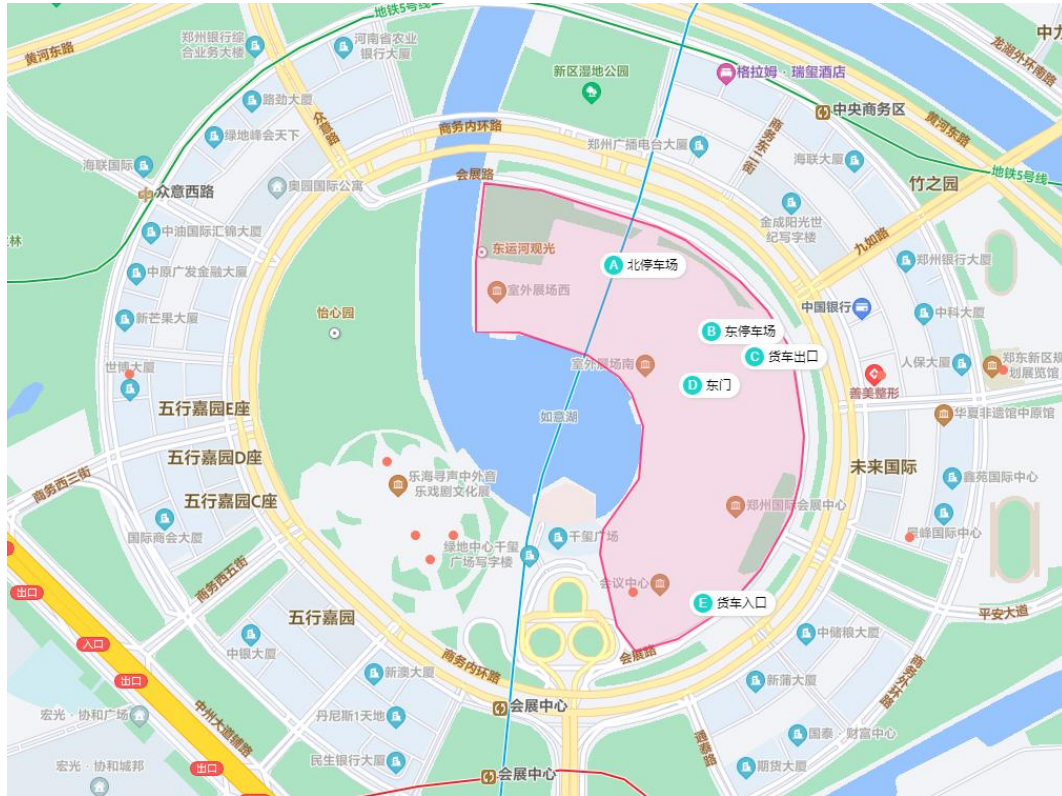 地铁5号线
中
黄河东路
郑州银行综
合业务大楼
河南省农业
银行大厦
龙湖外环南路
新区湿地公园
格拉姆·瑞玺酒店
路劲大厦
众意路
中央商务区
黄河东路
绿地峰会天下
商务内环路
郑州广播电台大厦
商务东二街
海联国际
海联大厦
地铁5号线
众意西路
奥园国际公寓
会展路
竹之园
金成阳光世
纪写字楼
九如路
中油国际汇锦大厦
东运河观光
A 北停车场
郑州银行大厦
中原广发金融大厦
室外展场西
中国银行
新芒果大厦
怡心园
中科大厦
B 东停车场
C 货车出口
世博大厦
室外展场南
人保大厦
郑东新区规
划展览馆
D 东门
善美整形
五行嘉园E座
如意湖
华夏非遗馆中原馆
五行嘉园D座
未来国际
乐海寻声中外音
乐戏剧文化展
鑫苑国际中心
商务西三街
五行嘉园C座
郑州国际会展中心
国际商会大厦
千玺广场
景峰国际中心
绿地中心千玺
广场写字楼
商务西五街
会议中心
出口
E 货车入口
平安大道
五行嘉园
入口
中储粮大厦
中银大厦
会展路
商务内环路
新澳大厦
新蒲大厦
商务外环路
出口
会展中心
宏光·协和广场
丹尼斯1天地
中州大道辅路
国泰·财富中心
通泰路
民生银行大厦
出口
宏光·协和城邦
会展中心
期货大厦